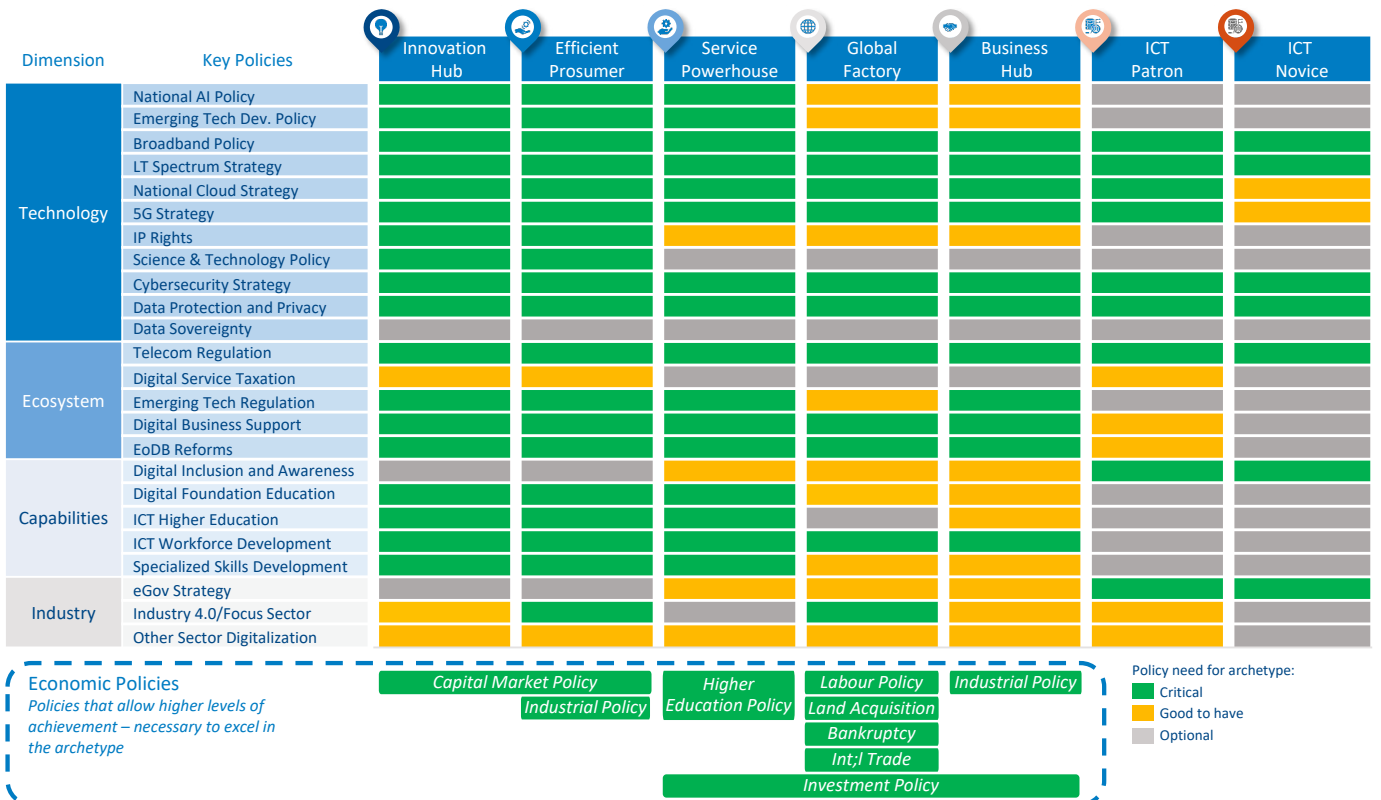 Dimension
Key Policies
Innovation
Hub
Efficient
Prosumer
Service
Powerhouse
Global
Factory
Business
Hub
ICT
Patron
ICT
Novice
Technology
National AI Policy
Emerging Tech Dev. Policy
Broadband Policy
LT Spectrum Strategy
National Cloud Strategy
5G Strategy
IP Rights
Science & Technology Policy
Cybersecurity Strategy
Data Protection and Privacy
Data Sovereignty
Ecosystem
Telecom Regulation
Digital Service Taxation
Emerging Tech Regulation
Digital Business Support
EoDB Reforms
Capabilities
Digital Inclusion and Awareness
Digital Foundation Education
ICT Higher Education
ICT Workforce Development
Specialized Skills Development
Industry
eGov Strategy
Industry 4.0/Focus Sector
Other Sector Digitalization
Economic Policies
Policies that allow higher levels of
achievement – necessary to excel in
the archetype
Capital Market Policy
Industrial Policy
Higher
Education Policy
Labour Policy
Land Acquisition
Bankruptcy
Int;l Trade
Industrial Policy
Investment Policy
Policy need for archetype:
Critical
Good to have
Optional